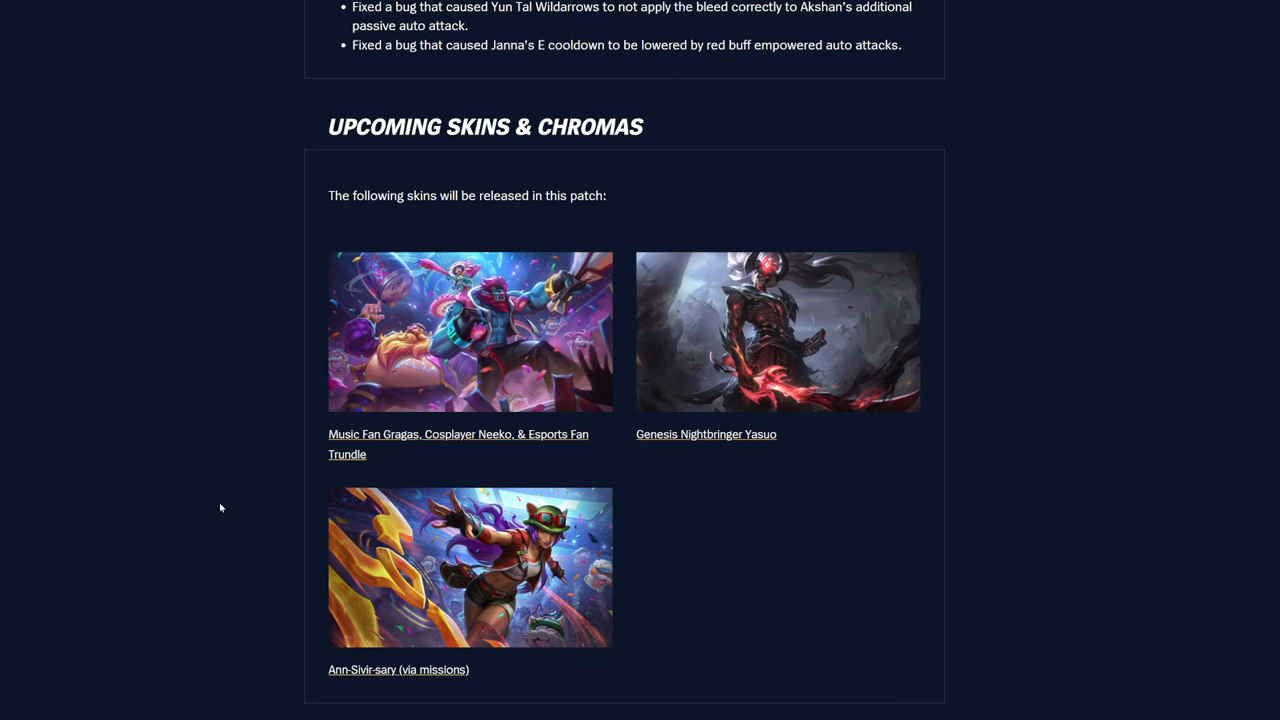 • Fixed a bug that caused Yun Tal Wildarrows to not apply the bleed correctly to Akshan's additional
passive auto attack.
• Fixed a bug that caused Janna's E cooldown to be lowered by red buff empowered auto attacks.
UPCOMING SKINS & CHROMAS
The following skins will be released in this patch:
Music Fan Gragas, Cosplayer Neeko, & Esports Fan
Trundle
Genesis Nightbringer Yasuo
Ann-Sivir-sary (via missions)